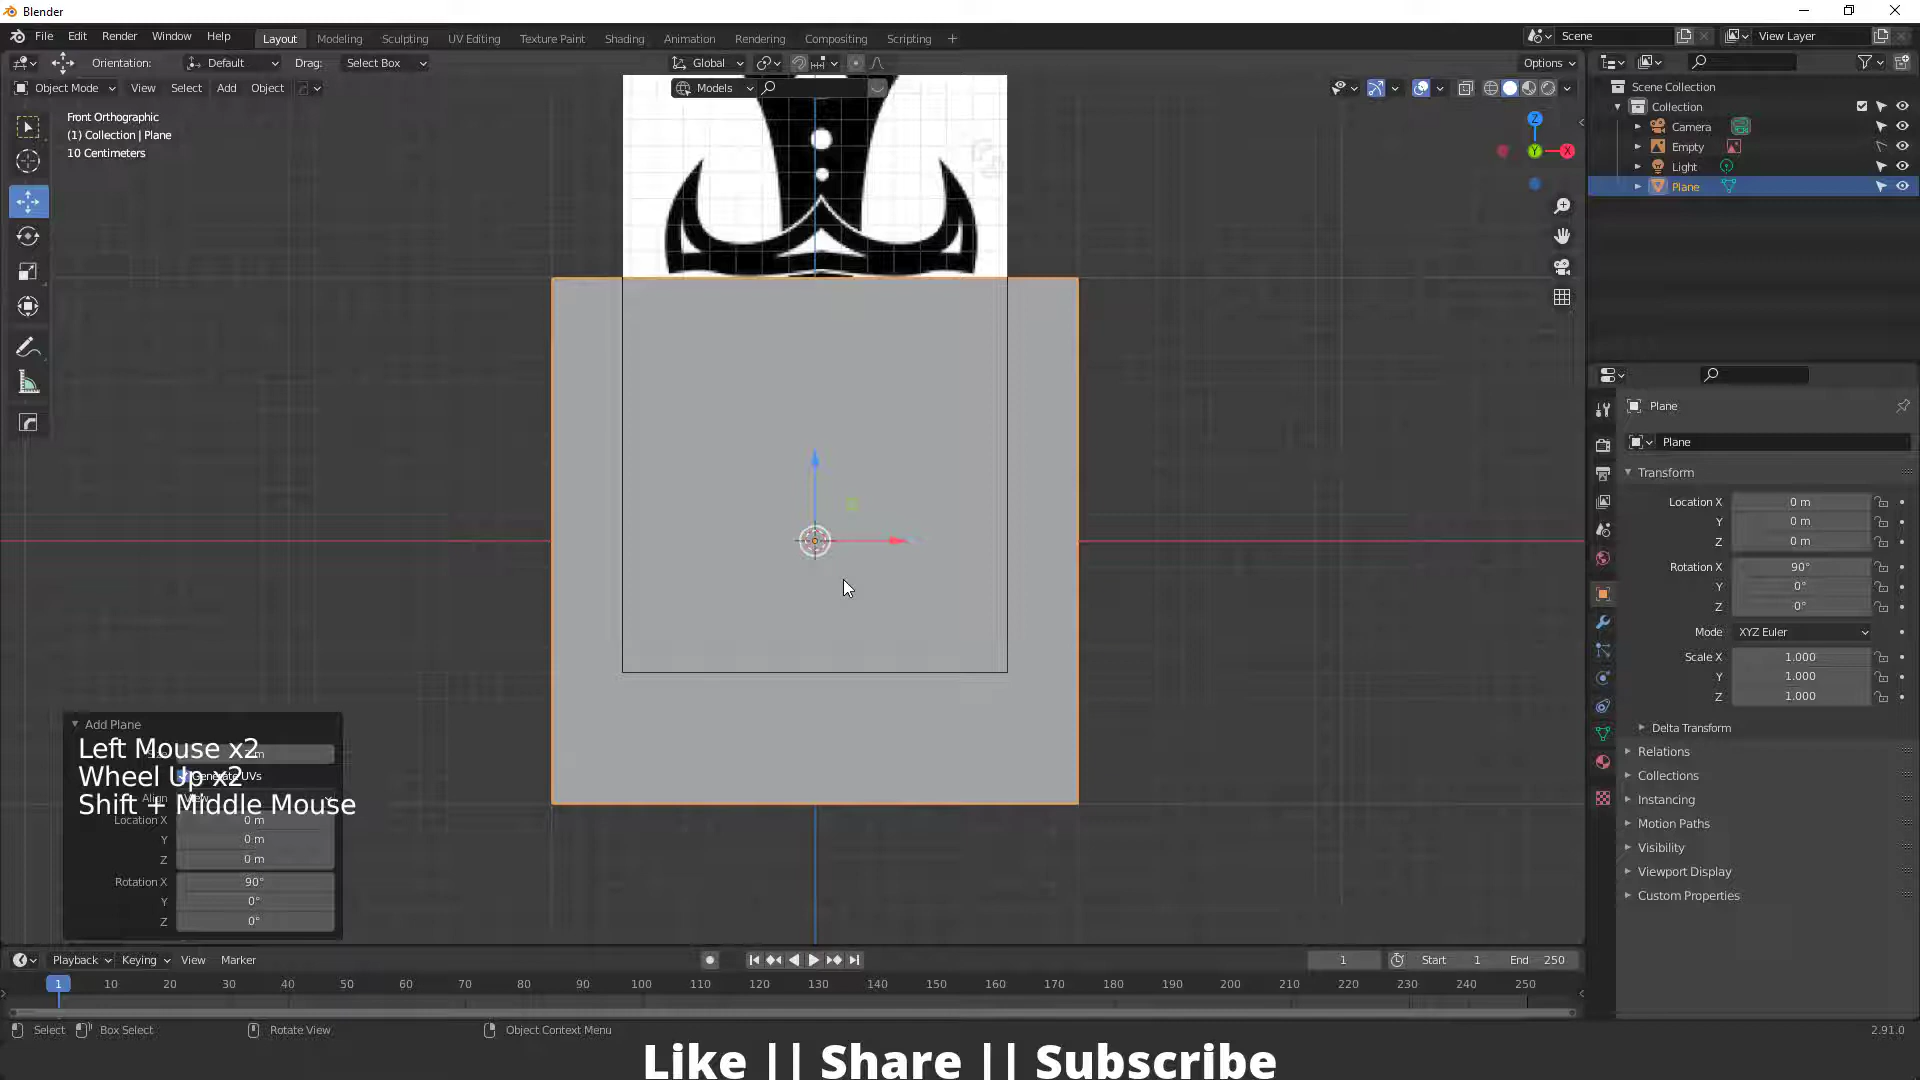 Blender
File Edit Render Window Help
Layout Modeling Sculpting UV Editing Texture Paint Shading Animation Rendering Compositing Scripting +
Scene View Layer
Orientation: Default Drag: Select Box Global Options
Object Mode View Select Add Object Models
Front Orthographic
(1) Collection | Plane
10 Centimeters
Z
Y X
Scene Collection
Collection
Camera
Empty
Light
Plane
Plane
Plane
Transform
Location X 0 m
Y 0 m
Z 0 m
Rotation X 90°
Y 0°
Z 0°
Mode XYZ Euler
Scale X 1.000
Y 1.000
Z 1.000
Delta Transform
Relations
Collections
Instancing
Motion Paths
Visibility
Viewport Display
Custom Properties
Add Plane
Left Mouse x2
Wheel Up x2
Shift + Middle Mouse
Location X 0 m
Y 0 m
Z 0 m
Rotation X 90°
Y 0°
Z 0°
Playback Keying View Marker
1 Start 1 End 250
1 10 20 30 40 50 60 70 80 90 100 110 120 130 140 150 160 170 180 190 200 210 220 230 240 250
Select Box Select Rotate View Object Context Menu 2.91.0
Like || Share || Subscribe